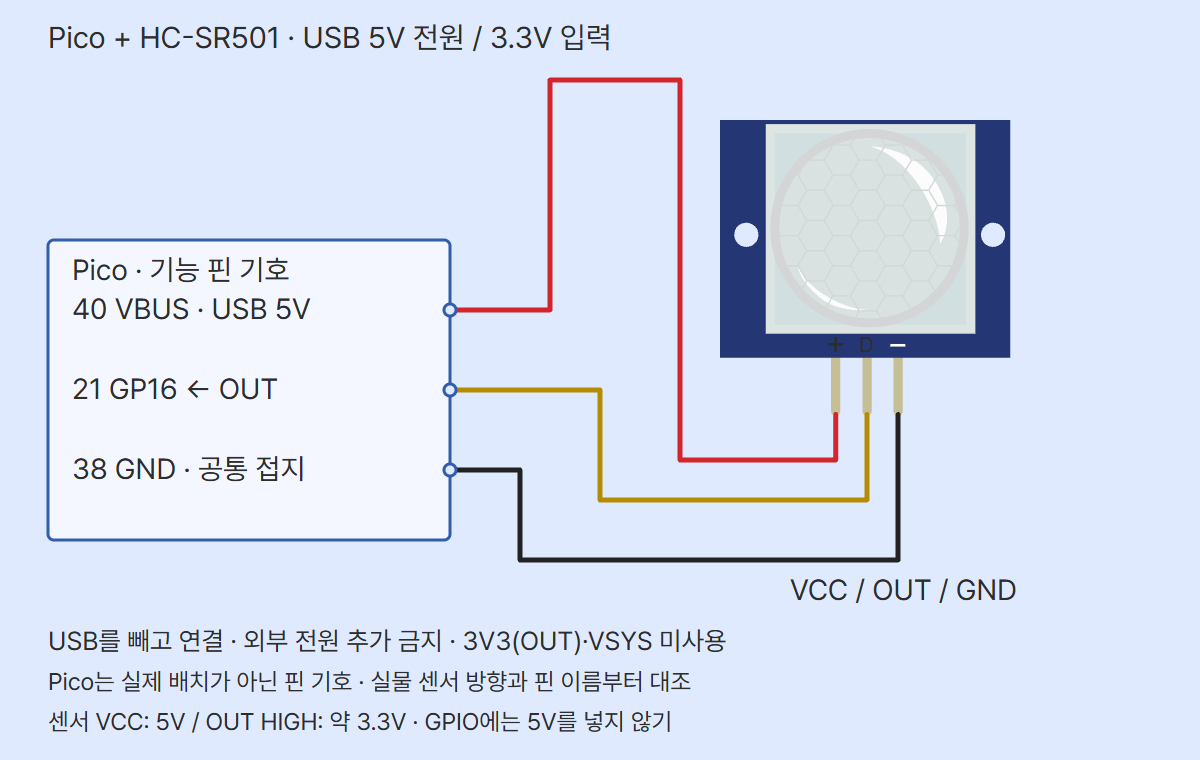 Pico + HC-SR501 · USB 5V 전원 / 3.3V 입력
Pico · 기능 핀 기호
40 VBUS · USB 5V
21 GP16 ← OUT
38 GND · 공통 접지
+ D −
VCC / OUT / GND
USB를 빼고 연결 · 외부 전원 추가 금지 · 3V3(OUT)·VSYS 미사용
Pico는 실제 배치가 아닌 핀 기호 · 실물 센서 방향과 핀 이름부터 대조
센서 VCC: 5V / OUT HIGH: 약 3.3V · GPIO에는 5V를 넣지 않기